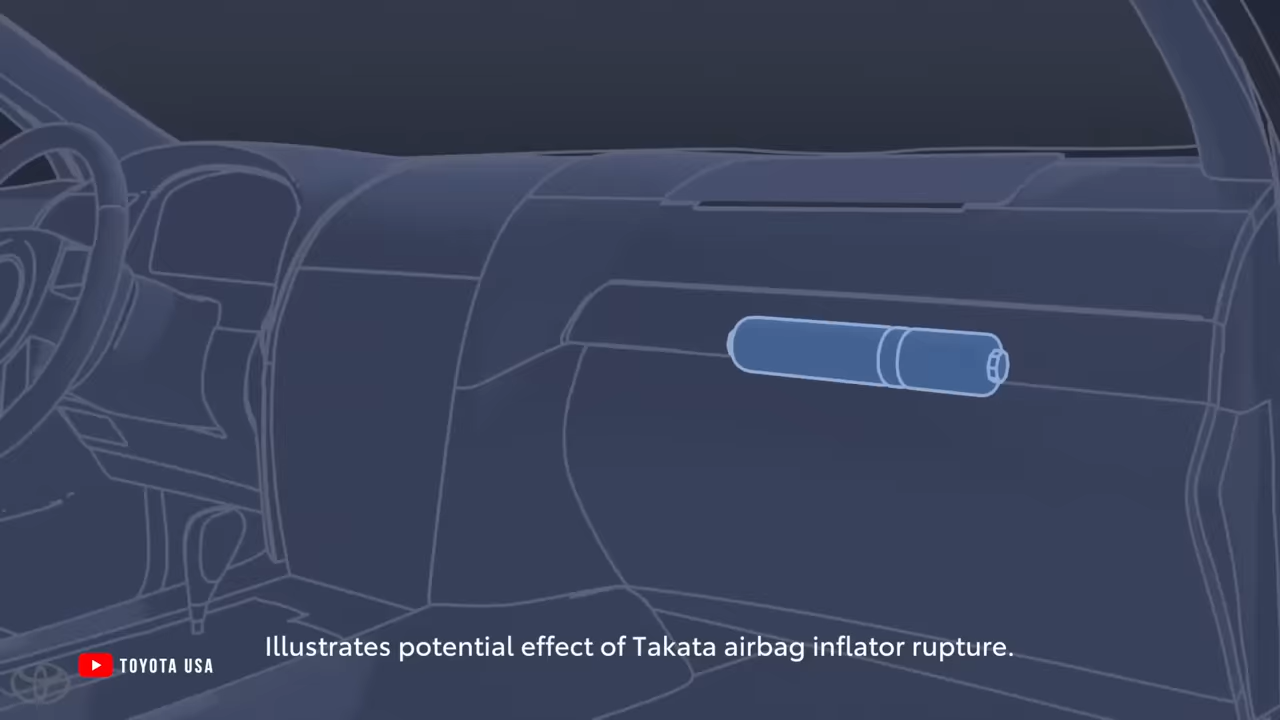 Illustrates potential effect of Takata airbag inflator rupture.
TOYOTA USA